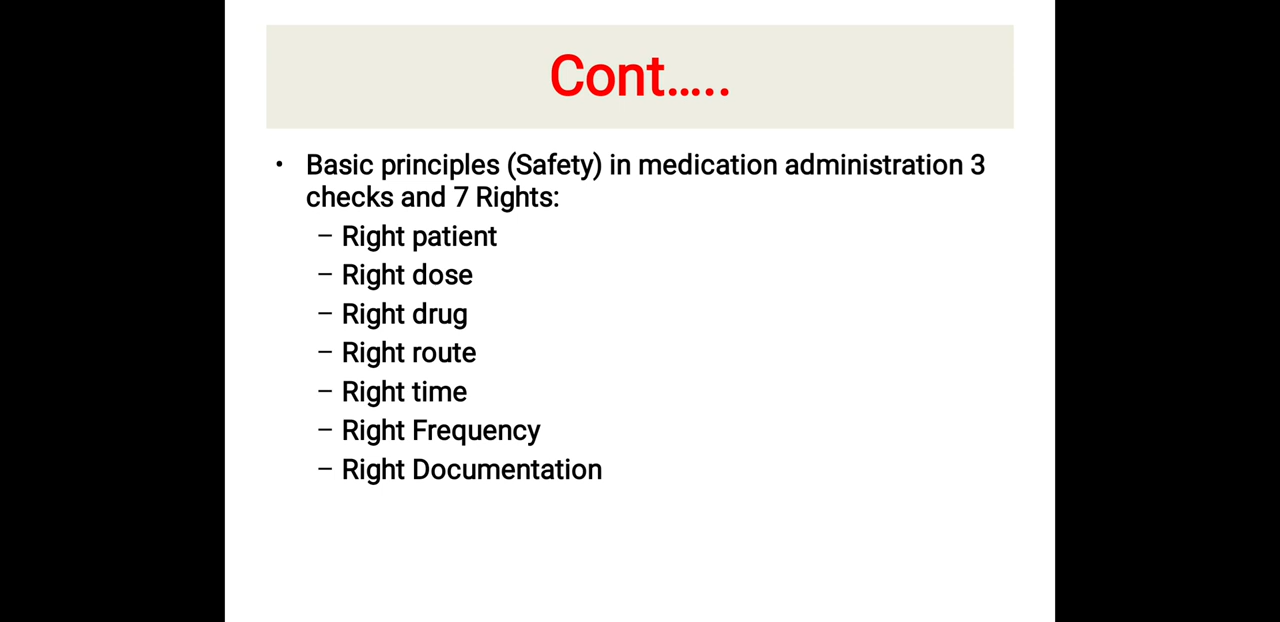 Cont.....
• Basic principles (Safety) in medication administration 3
checks and 7 Rights:
– Right patient
– Right dose
– Right drug
– Right route
– Right time
– Right Frequency
– Right Documentation